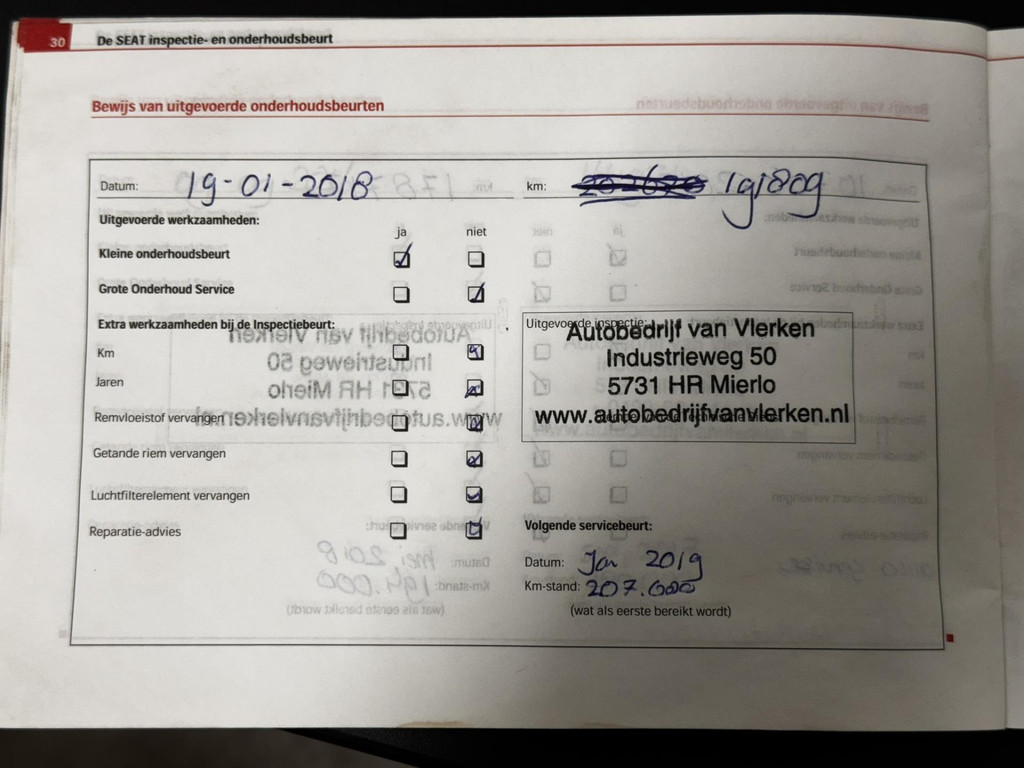 30 De SEAT inspectie- en onderhoudsbeurt
Bewijs van uitgevoerde onderhoudsbeurten
Datum: 19-01-2018 km: 202620 191809
Uitgevoerde werkzaamheden:
ja niet
Kleine onderhoudsbeurt
Grote Onderhoud Service
Extra werkzaamheden bij de Inspectiebeurt: Uitgevoerde inspectie:
Autobedrijf van Vlerken
Km
Industrieweg 50
Jaren
5731 HR Mierlo
Remvloeistof vervangen
www.autobedrijfvanvlerken.nl
Getande riem vervangen
Luchtfilterelement vervangen
Reparatie-advies
Volgende servicebeurt:
Datum: Jan 2019
Km-stand: 207.000
(wat als eerste bereikt wordt)